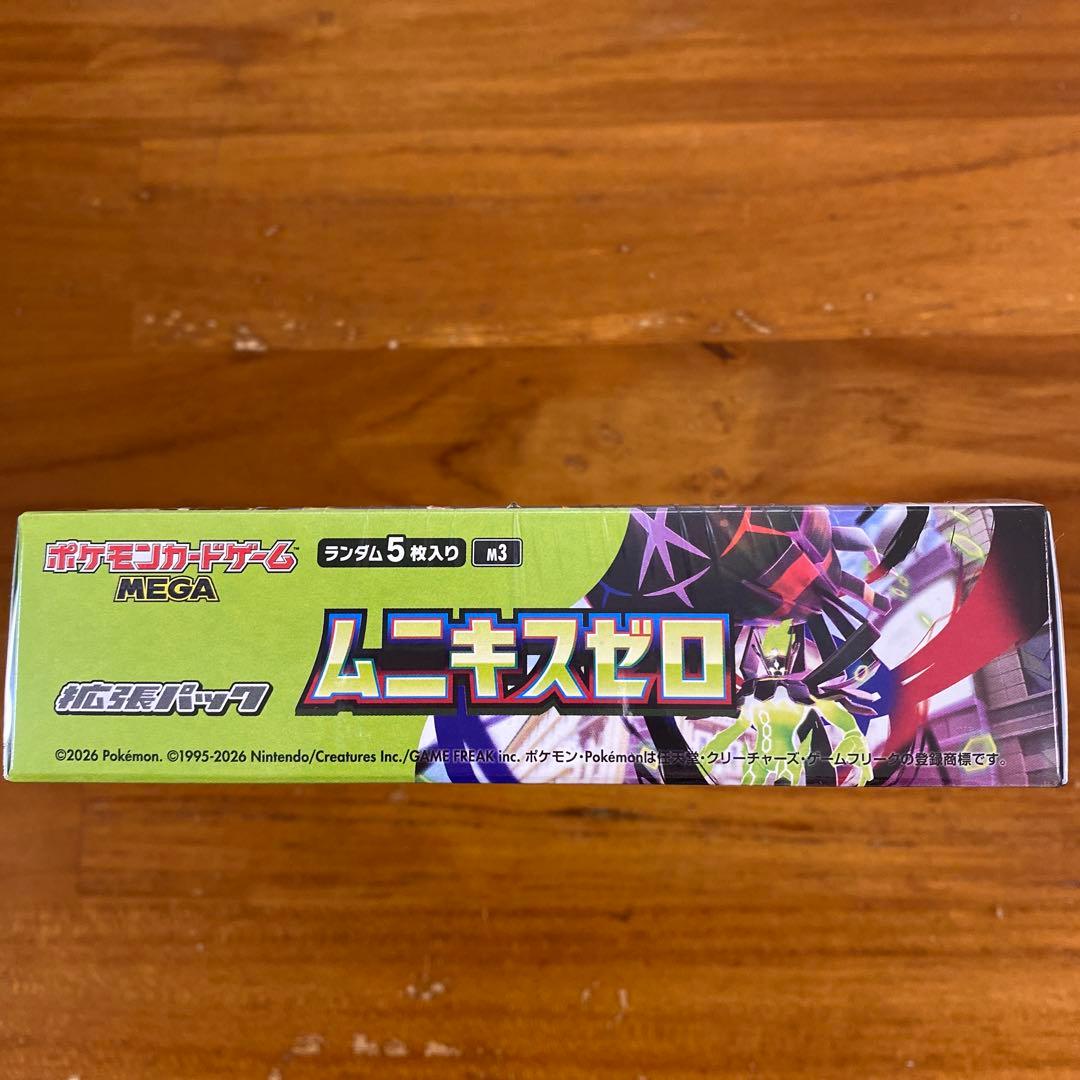 ポケモンカードゲーム™
MEGA
ランダム5枚入り M3
ムニキスゼロ
拡張パック
©2026 Pokémon. ©1995-2026 Nintendo/Creatures Inc./GAME FREAK inc. ポケモン・Pokémonは任天堂・クリーチャーズ・ゲームフリークの登録商標です。